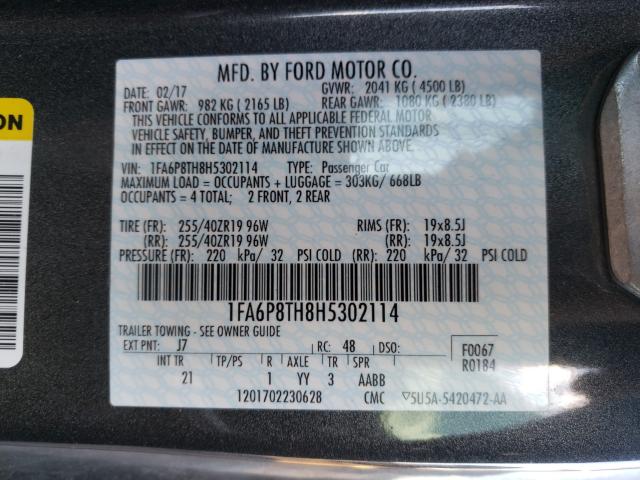 ON
MFD. BY FORD MOTOR CO.
DATE: 02/17 GVWR: 2041 KG ( 4500 LB)
FRONT GAWR: 982 KG ( 2165 LB) REAR GAWR: 1080 KG ( 2380 LB)
THIS VEHICLE CONFORMS TO ALL APPLICABLE FEDERAL MOTOR
VEHICLE SAFETY, BUMPER, AND THEFT PREVENTION STANDARDS
IN EFFECT ON THE DATE OF MANUFACTURE SHOWN ABOVE.
VIN: 1FA6P8TH8H5302114 TYPE: Passenger Car
MAXIMUM LOAD = OCCUPANTS + LUGGAGE = 303KG/ 668LB
OCCUPANTS = 4 TOTAL; 2 FRONT, 2 REAR
TIRE (FR): 255/40ZR19 96W RIMS (FR): 19x8.5J
(RR): 255/40ZR19 96W (RR): 19x8.5J
PRESSURE (FR): 220 kPa/ 32 PSI COLD (RR): 220 kPa/ 32 PSI COLD
1FA6P8TH8H5302114
TRAILER TOWING - SEE OWNER GUIDE
EXT PNT: J7 RC: 48 DSO: F0067
INT TR TP/PS R AXLE TR SPR R0184
21 1 YY 3 AABB
1201702230628 CMC ▽5U5A-5420472-AA